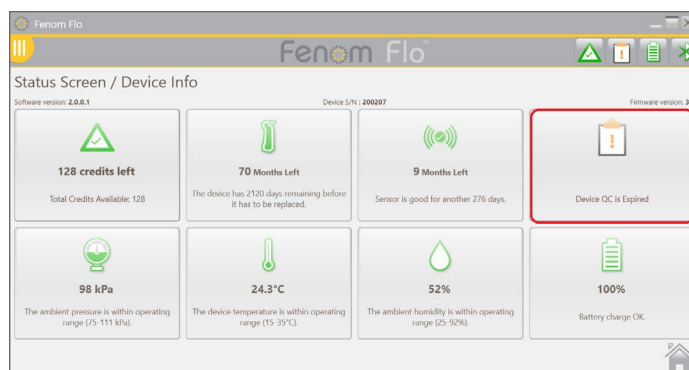 Fenom Flo
Fenom Flo™
Status Screen / Device Info
Software version: 2.0.0.1
Device S/N : 200207
Firmware version: 3
128 credits left
Total Credits Available: 128
70 Months Left
The device has 2120 days remaining before
it has to be replaced.
9 Months Left
Sensor is good for another 276 days.
Device QC is Expired
98 kPa
The ambient pressure is within operating
range (75-111 kPa).
24.3°C
The device temperature is within operating
range (15-35°C).
52%
The ambient humidity is within operating
range (25-92%).
100%
Battery charge OK.